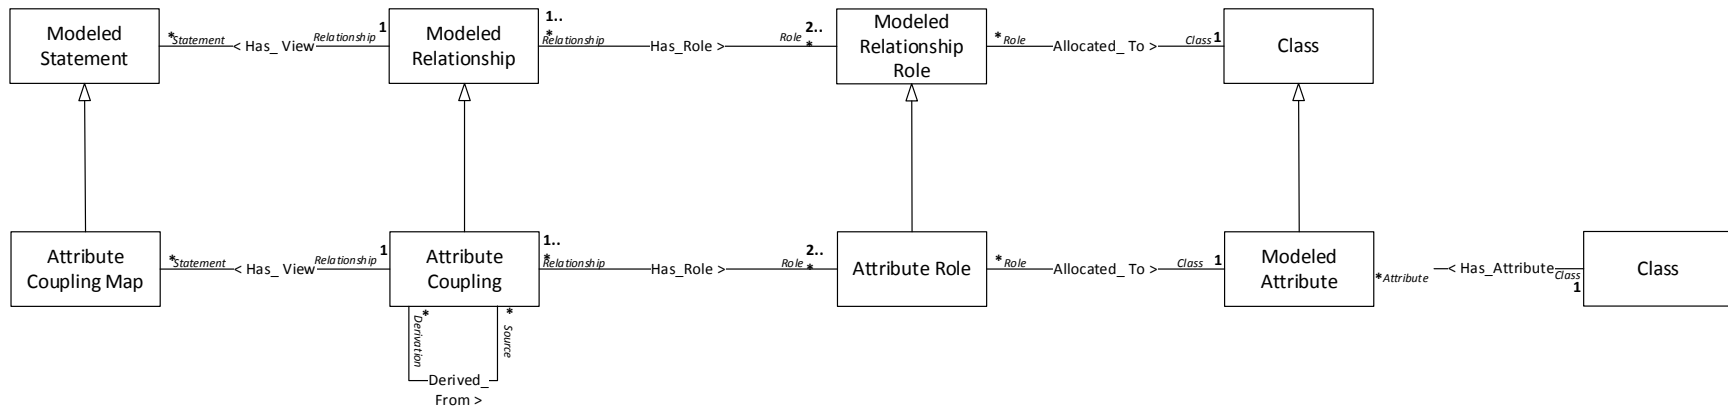 Modeled
Statement
*
Statement
< Has_ View
Relationship
1
Modeled
Relationship
1..
*
Relationship
Has_Role >
Role
2..
*
Modeled
Relationship
Role
*
Role
Allocated_ To >
Class
1
Class
Attribute
Coupling Map
*
Statement
< Has_ View
Relationship
1
Attribute
Coupling
1..
*
Relationship
Has_Role >
Role
2..
*
Attribute Role
*
Role
Allocated_ To >
Class
1
Modeled
Attribute
*
Attribute
< Has_Attribute
Class
1
Class
*
Derivation
*
Source
Derived_
From >